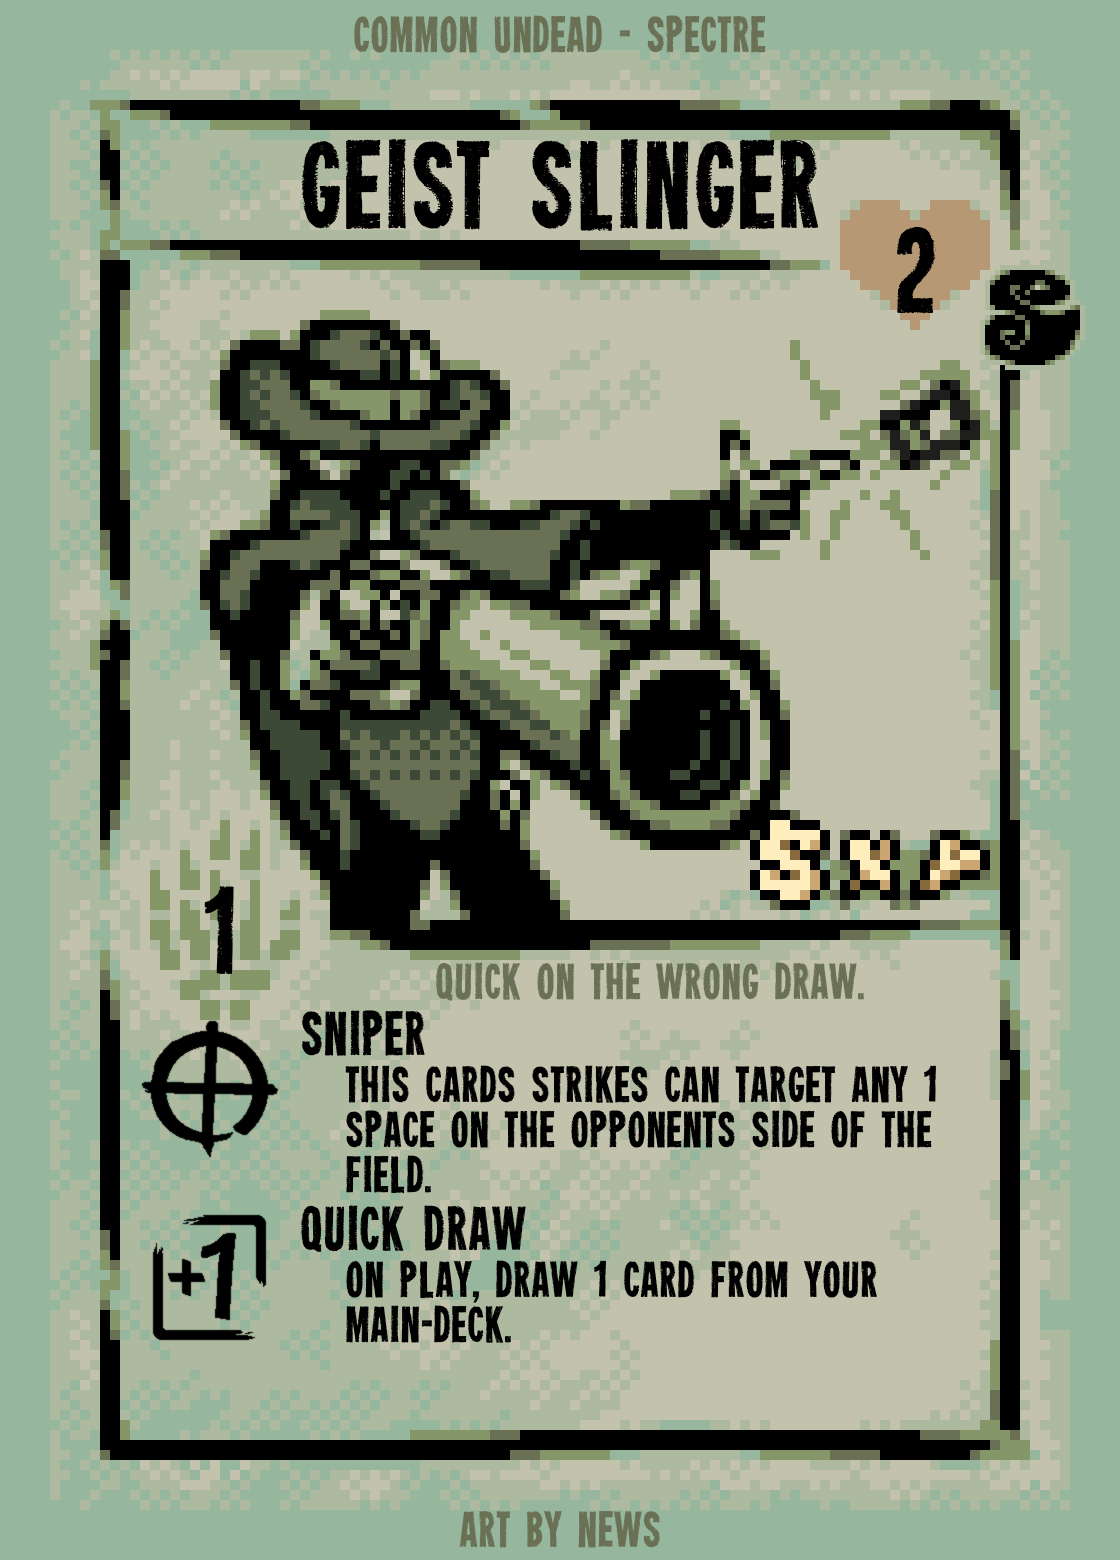 COMMON UNDEAD - SPECTRE
GEIST SLINGER
2
1
QUICK ON THE WRONG DRAW.
SNIPER
THIS CARDS STRIKES CAN TARGET ANY 1
SPACE ON THE OPPONENTS SIDE OF THE
FIELD.
+1
QUICK DRAW
ON PLAY, DRAW 1 CARD FROM YOUR
MAIN-DECK.
ART BY NEWS